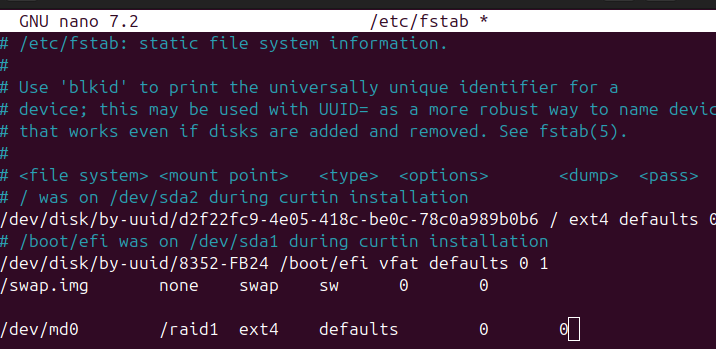 GNU nano 7.2 /etc/fstab *
# /etc/fstab: static file system information.
#
# Use 'blkid' to print the universally unique identifier for a
# device; this may be used with UUID= as a more robust way to name devic
# that works even if disks are added and removed. See fstab(5).
#
# <file system> <mount point>   <type>  <options>       <dump>  <pass>
# / was on /dev/sda2 during curtin installation
/dev/disk/by-uuid/d2f22fc9-4e05-418c-be0c-78c0a989b0b6 / ext4 defaults 0
# /boot/efi was on /dev/sda1 during curtin installation
/dev/disk/by-uuid/8352-FB24 /boot/efi vfat defaults 0 1
/swap.img       none    swap    sw      0       0
/dev/md0        /raid1  ext4    defaults        0       0